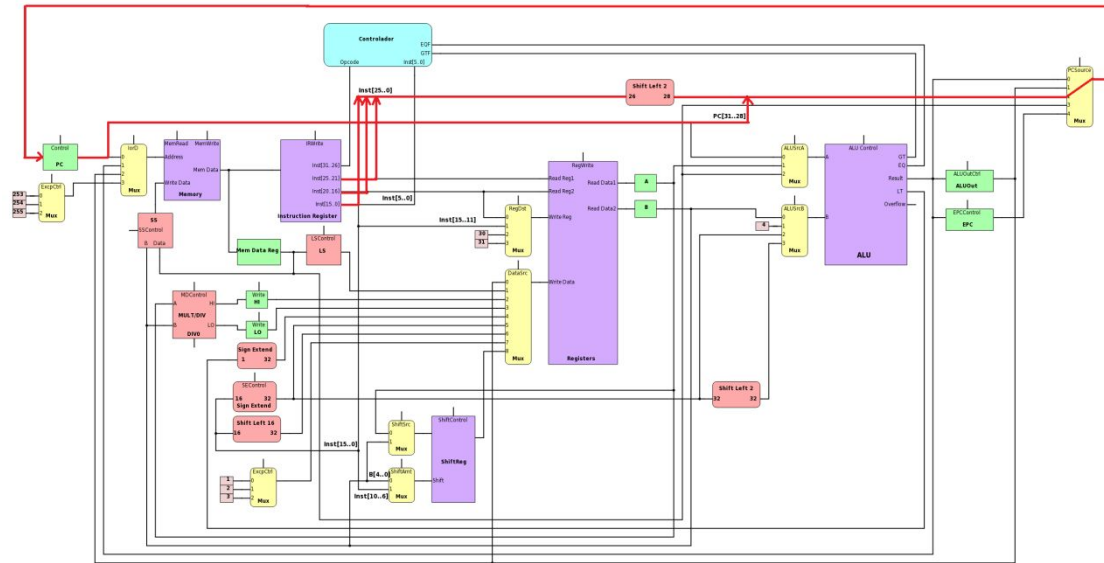 Controlador
EQF
GTF
Opcode
Inst[5..0]
PCSource
0
1
3
4
Mux
Inst[25..0]
Shift Left 2
26 28
PC[31..28]
Control
PC
IorD
0
1
2
3
Mux
MemRead MemWrite
Address
Mem Data
Write Data
Memory
IRWrite
Inst[31..26]
Inst[25..21]
Inst[20..16]
Inst[15..0]
Instruction Register
Inst[5..0]
RegWrite
Read Reg1
Read Reg2
Read Data1
Read Data2
Write Reg
Write Data
Registers
A
B
ALUSrcA
0
1
2
Mux
ALUSrcB
0
1
2
3
Mux
4
ALU Control
A
B
GT
EQ
Result
LT
Overflow
ALU
ALUOutCtrl
ALUOut
EPCControl
EPC
253
254
255
ExcpCtrl
0
1
2
Mux
SS
SSControl
B Data
Mem Data Reg
LSControl
LS
Inst[15..11]
30
31
RegDst
0
1
2
3
Mux
DataSrc
0
1
2
3
4
5
6
7
8
Mux
MDControl
A
HI
MULT/DIV
B
LO
DIV0
Write
HI
Write
LO
Sign Extend
1 32
SEControl
16 32
Sign Extend
Shift Left 16
16 32
Shift Left 2
32 32
Inst[15..0]
ShiftSrc
0
1
Mux
ShiftControl
ShiftReg
Shift
B[4..0]
ShiftAmt
0
1
Mux
Inst[10..6]
1
2
3
ExcpCtrl
0
1
2
Mux